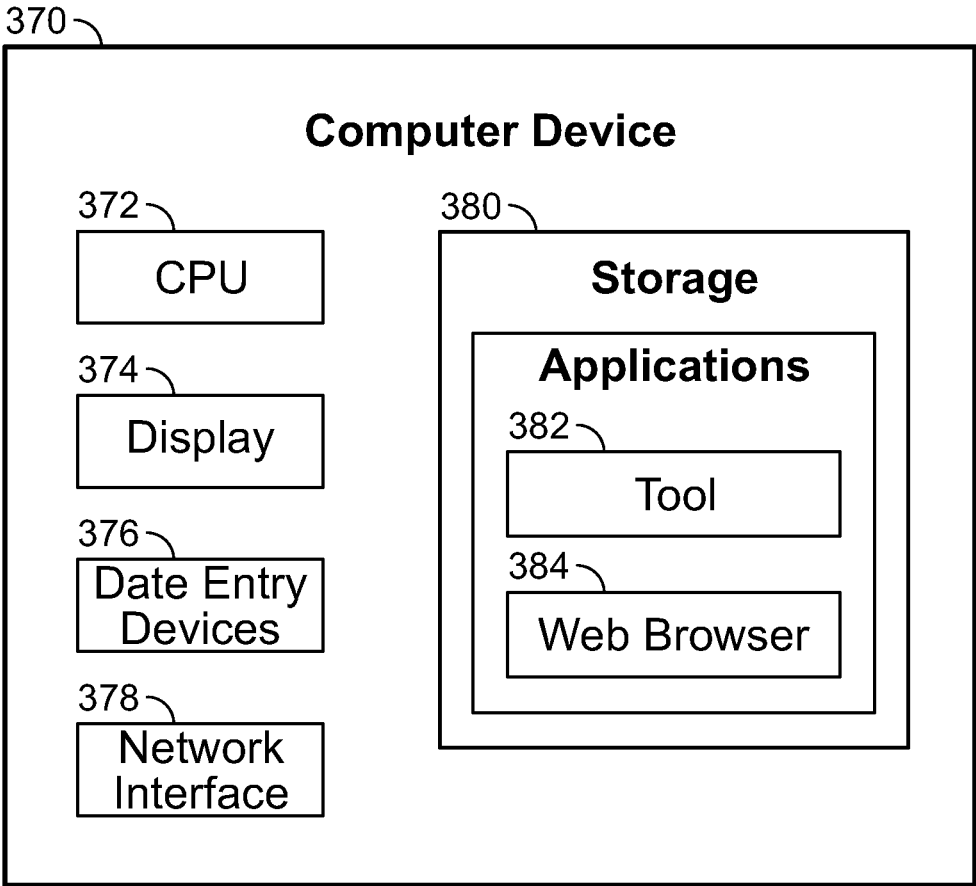 370
Computer Device
372
CPU
374
Display
376
Date Entry
Devices
378
Network
Interface
380
Storage
Applications
382
Tool
384
Web Browser